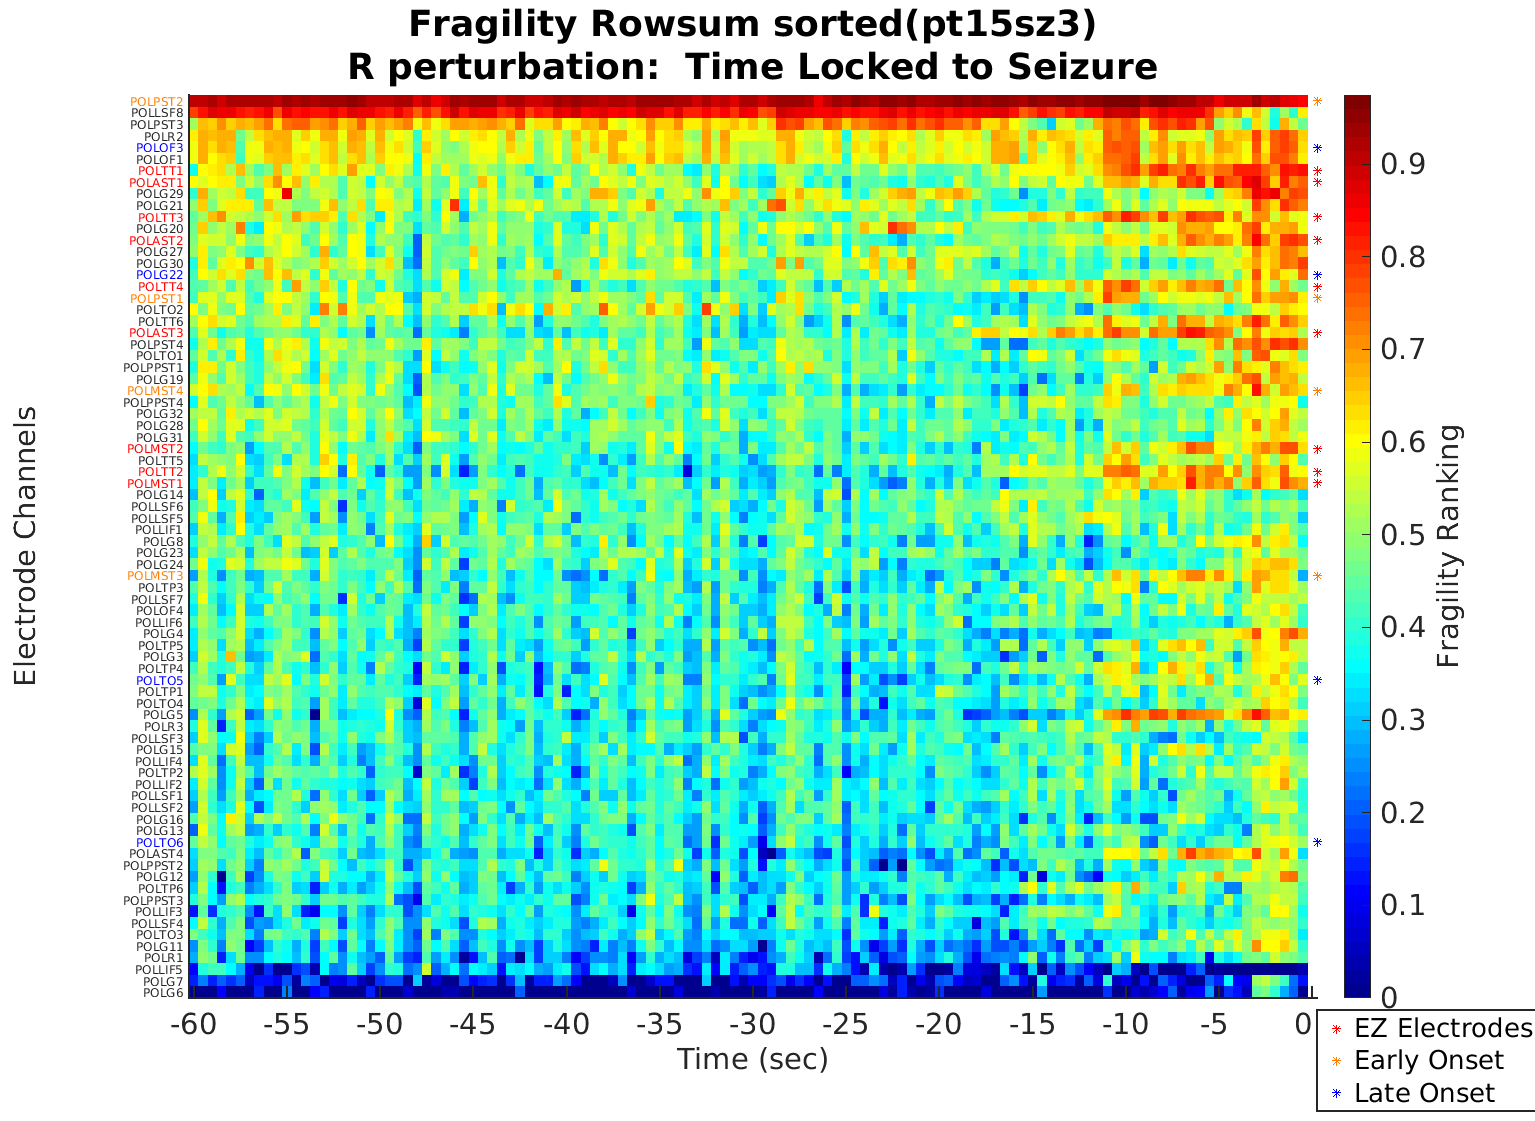 Fragility Rowsum sorted(pt15sz3)
R perturbation: Time Locked to Seizure
Electrode Channels
POLPST2
POLLSF8
POLPST3
POLR2
POLOF3
POLOF1
POLTT1
POLAST1
POLG29
POLG21
POLTT3
POLG20
POLAST2
POLG27
POLG30
POLG22
POLTT4
POLPST1
POLTO2
POLTT6
POLAST3
POLPST4
POLTO1
POLPPST1
POLG19
POLMST4
POLPPST4
POLG32
POLG28
POLG31
POLMST2
POLTT5
POLTT2
POLMST1
POLG14
POLLSF6
POLLSF5
POLLIF1
POLG8
POLG23
POLG24
POLMST3
POLTP3
POLLSF7
POLOF4
POLLIF6
POLG4
POLTP5
POLG3
POLTP4
POLTO5
POLTP1
POLTO4
POLG5
POLR3
POLLSF3
POLG15
POLLIF4
POLTP2
POLLIF2
POLLSF1
POLLSF2
POLG16
POLG13
POLTO6
POLAST4
POLPPST2
POLG12
POLTP6
POLPPST3
POLLIF3
POLLSF4
POLTO3
POLG11
POLR1
POLLIF5
POLG7
POLG6
-60 -55 -50 -45 -40 -35 -30 -25 -20 -15 -10 -5 0
Time (sec)
0.9
0.8
0.7
0.6
0.5
0.4
0.3
0.2
0.1
0
Fragility Ranking
EZ Electrodes
Early Onset
Late Onset